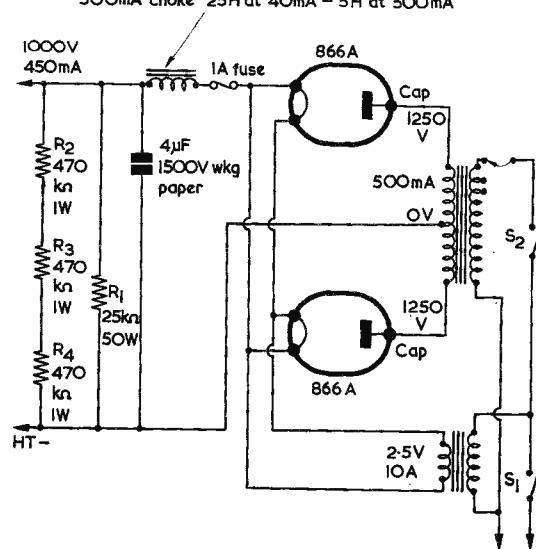 500mA choke 25H at 40mA - 5H at 500mA
1000V
450mA
1A fuse
866A
Cap
1250
V
R2
470
kΩ
1W
4µF
1500V wkg
paper
500mA
0V
S2
R3
470
kΩ
1W
R1
25kΩ
50W
1250
V
Cap
R4
470
kΩ
1W
866A
HT-
2·5V
10A
S1